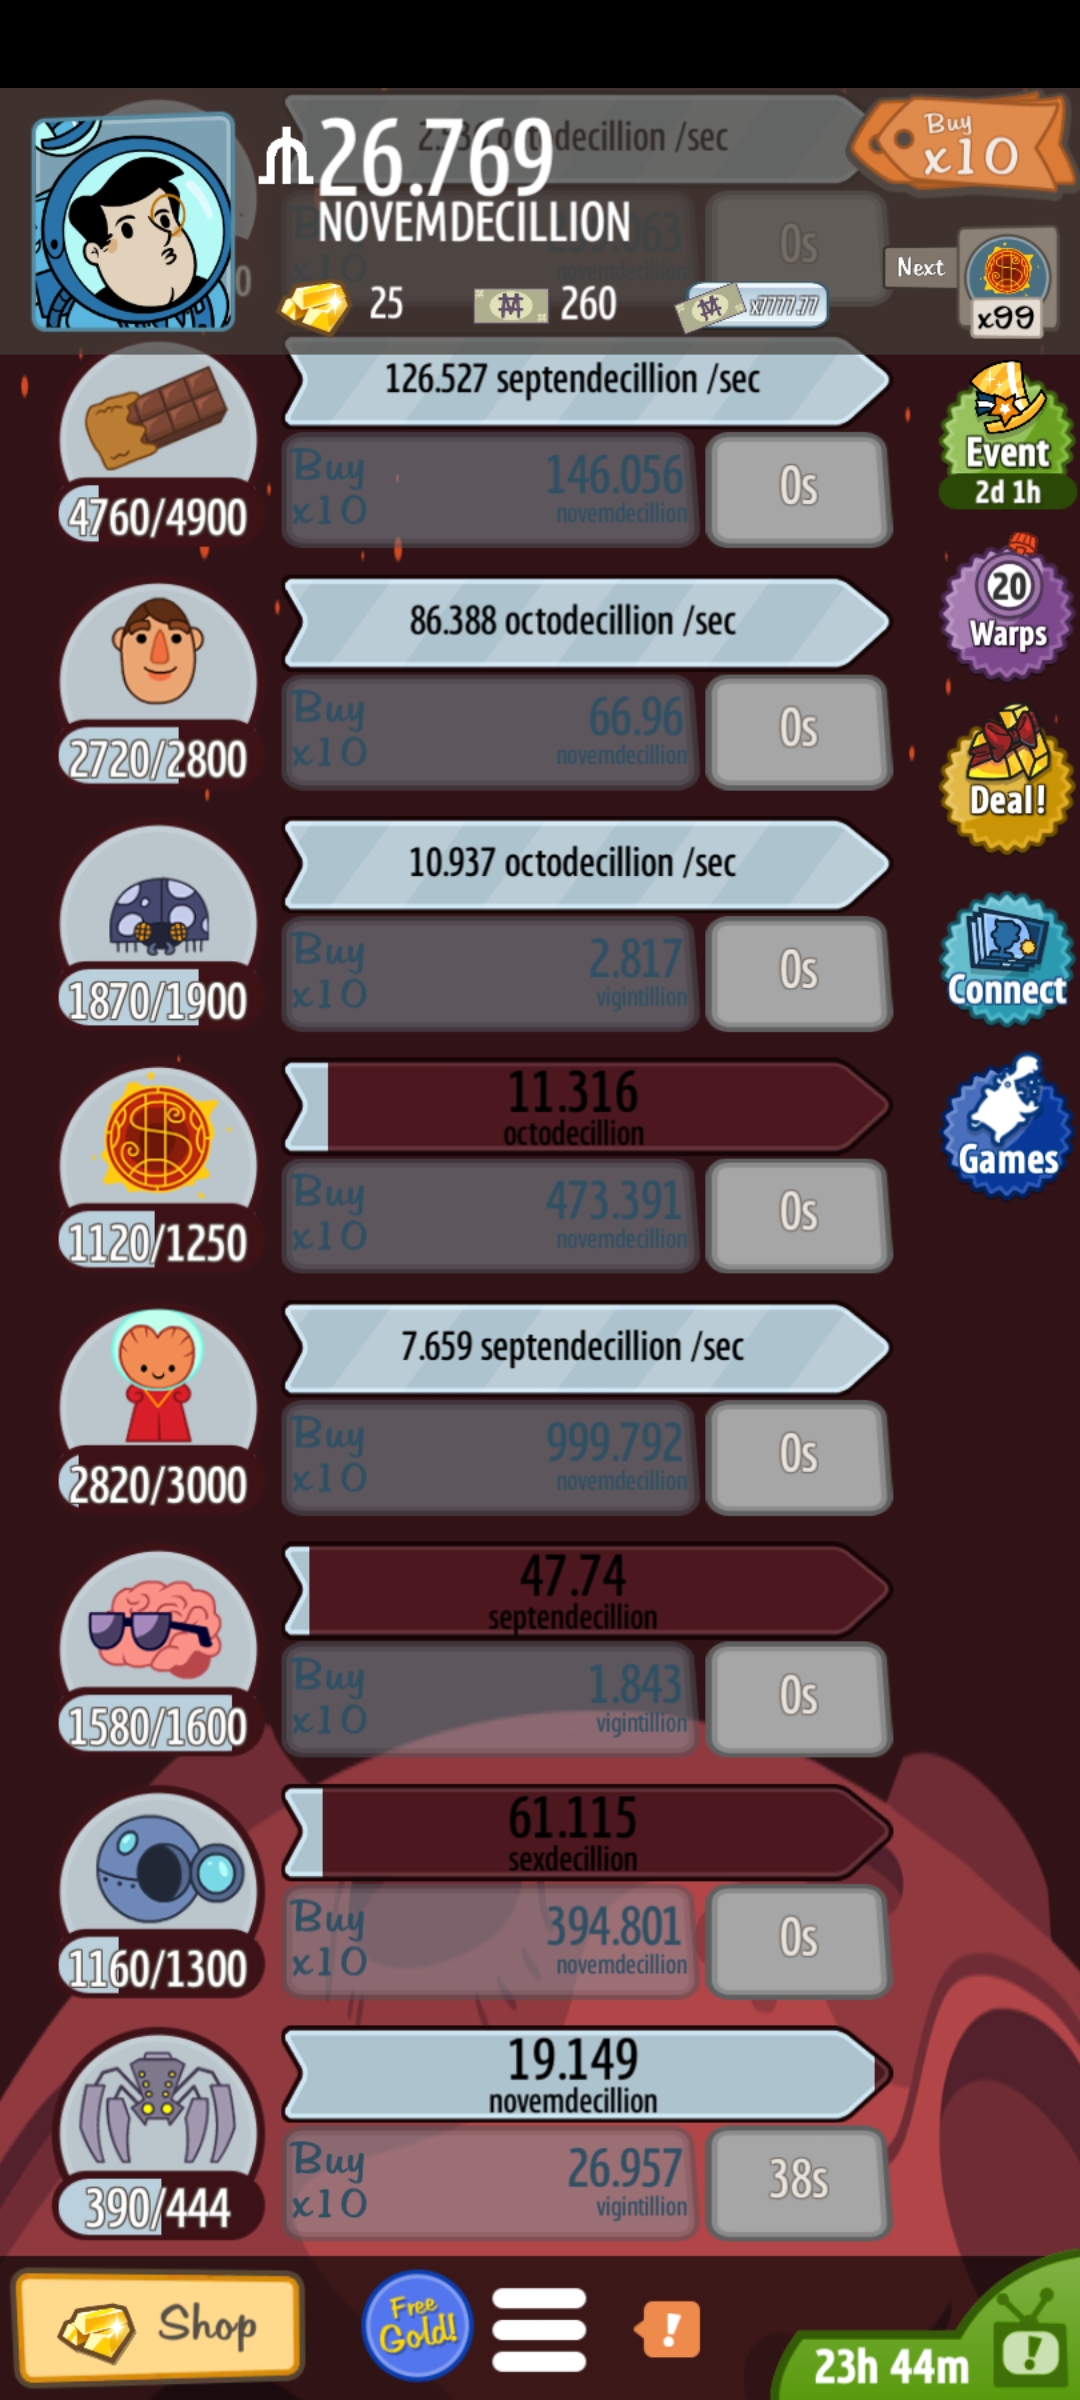 26.769
NOVEMDECILLION
Buy
x10
Next
x99
25
260
x7777.77
126.527 septendecillion /sec
4760/4900
Buy
x10
146.056
novemdecillion
0s
Event
2d 1h
86.388 octodecillion /sec
2720/2800
Buy
x10
66.96
novemdecillion
0s
20
Warps
Deal!
10.937 octodecillion /sec
1870/1900
Buy
x10
2.817
vigintillion
0s
Connect
11.316
octodecillion
1120/1250
Buy
x10
473.391
novemdecillion
0s
Games
7.659 septendecillion /sec
2820/3000
Buy
x10
999.792
novemdecillion
0s
47.74
septendecillion
1580/1600
Buy
x10
1.843
vigintillion
0s
61.115
sexdecillion
1160/1300
Buy
x10
394.801
novemdecillion
0s
19.149
novemdecillion
390/444
Buy
x10
26.957
vigintillion
38s
Shop
Free
Gold!
!
23h 44m
!